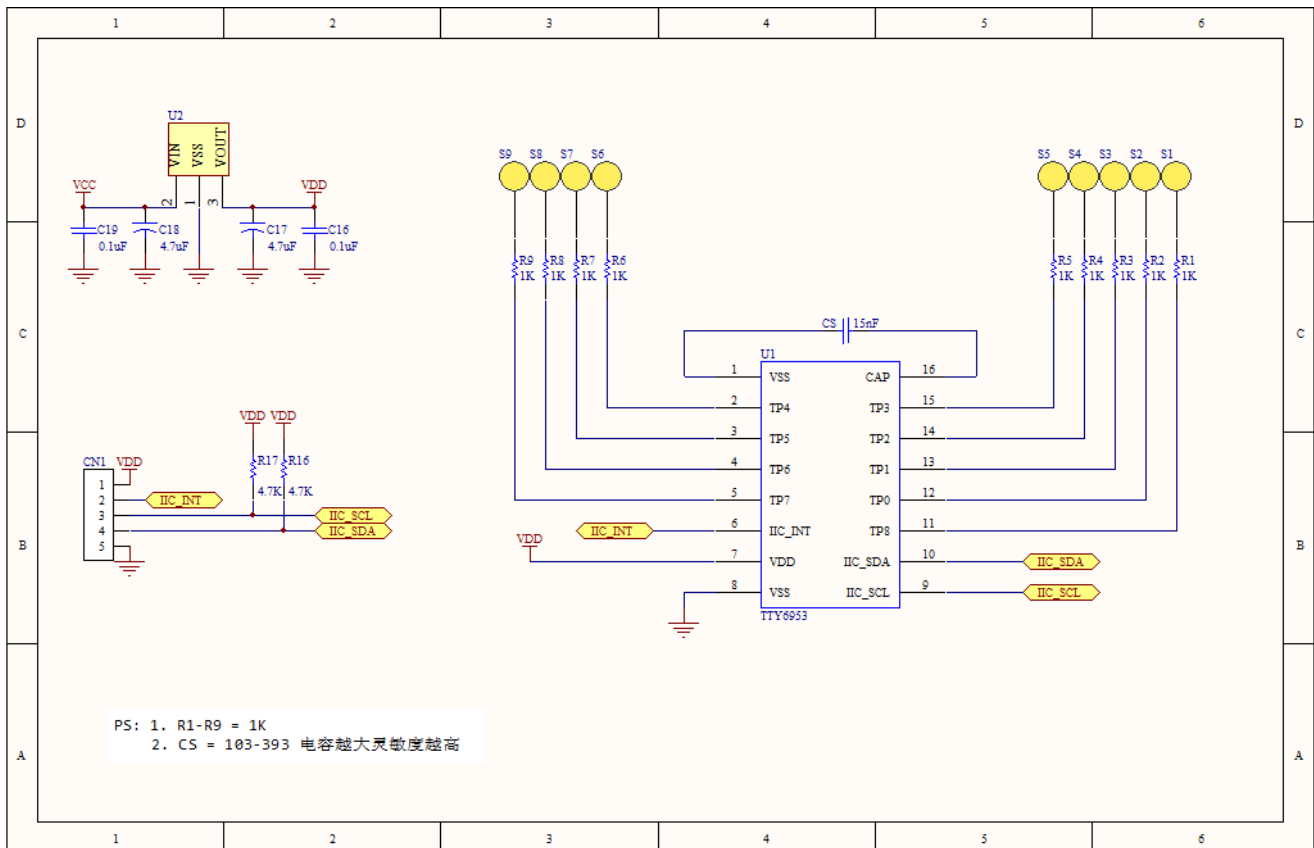 1 2 3 4 5 6
D D
U2
VIN VSS VOUT
2 1 3
VCC VDD
C19 0.1uF
C18 4.7uF
C17 4.7uF
C16 0.1uF
S9 S8 S7 S6
S5 S4 S3 S2 S1
R9 1K
R8 1K
R7 1K
R6 1K
R5 1K
R4 1K
R3 1K
R2 1K
R1 1K
C C
CS 15nF
U1
1 VSS CAP 16
2 TP4 TP3 15
3 TP5 TP2 14
4 TP6 TP1 13
5 TP7 TP0 12
IIC_INT 6 IIC_INT TP8 11
VDD 7 VDD IIC_SDA 10 IIC_SDA
8 VSS IIC_SCL 9 IIC_SCL
TTY6953
VDD VDD
R17 4.7K
R16 4.7K
CN1 VDD
1
2 IIC_INT
3 IIC_SCL
4 IIC_SDA
5
B B
PS: 1. R1-R9 = 1K
2. CS = 103-393 电容越大灵敏度越高
A A
1 2 3 4 5 6